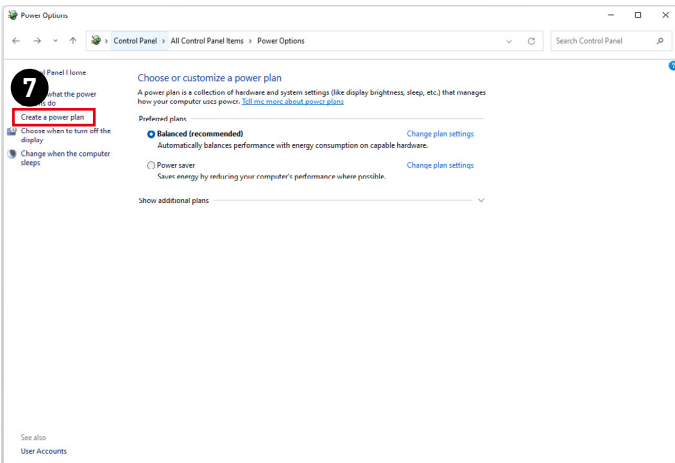 Power Options
Control Panel > All Control Panel Items > Power Options
Search Control Panel
7
Panel Home
what the power
do
Create a power plan
Choose when to turn off the
display
Change when the computer
sleeps
Choose or customize a power plan
A power plan is a collection of hardware and system settings (like display brightness, sleep, etc.) that manages
how your computer uses power. Tell me more about power plans
Preferred plans
Balanced (recommended) Change plan settings
Automatically balances performance with energy consumption on capable hardware.
Power saver Change plan settings
Saves energy by reducing your computer's performance where possible.
Show additional plans
See also
User Accounts